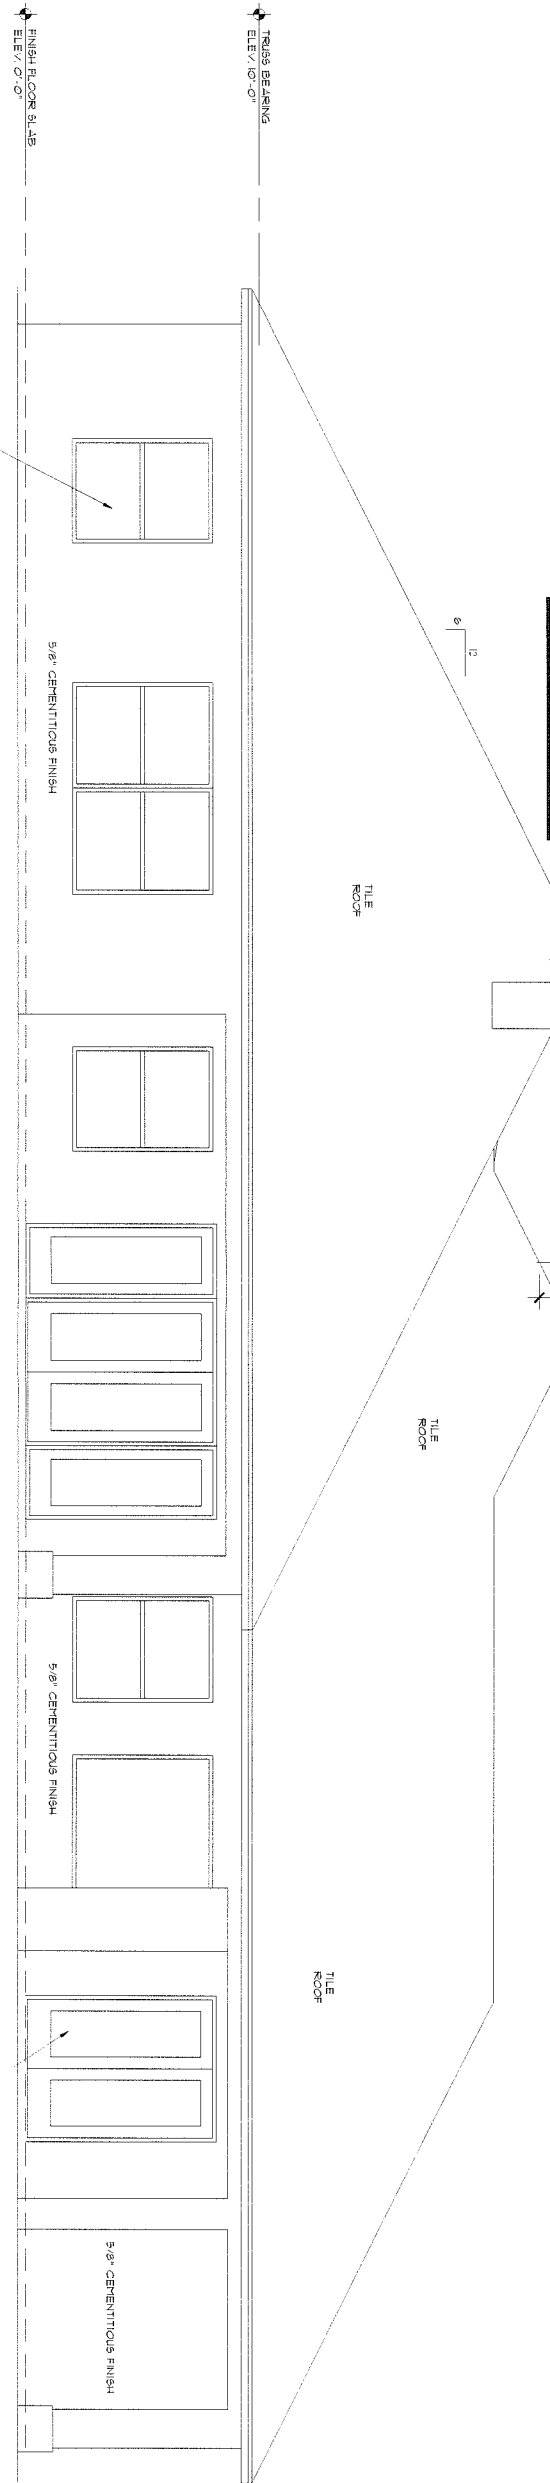 TRUSS BEARING
ELEV. 10'-0"
FINISH FLOOR SLAB
ELEV. 0'-0"
12
6
TILE
ROOF
TILE
ROOF
TILE
ROOF
5/8" CEMENTITIOUS FINISH
5/8" CEMENTITIOUS FINISH
5/8" CEMENTITIOUS FINISH